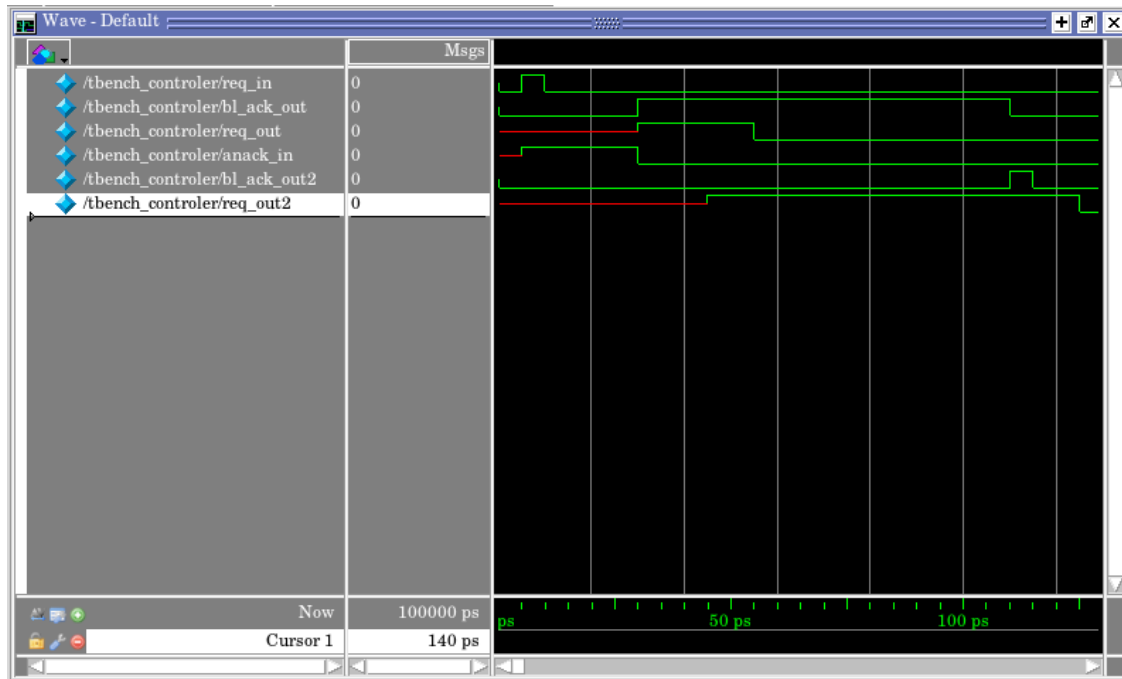 Wave - Default
Msgs
/tbench_controler/req_in 0
/tbench_controler/bl_ack_out 0
/tbench_controler/req_out 0
/tbench_controler/anack_in 0
/tbench_controler/bl_ack_out2 0
/tbench_controler/req_out2 0
Now 100000 ps ps 50 ps 100 ps
Cursor 1 140 ps